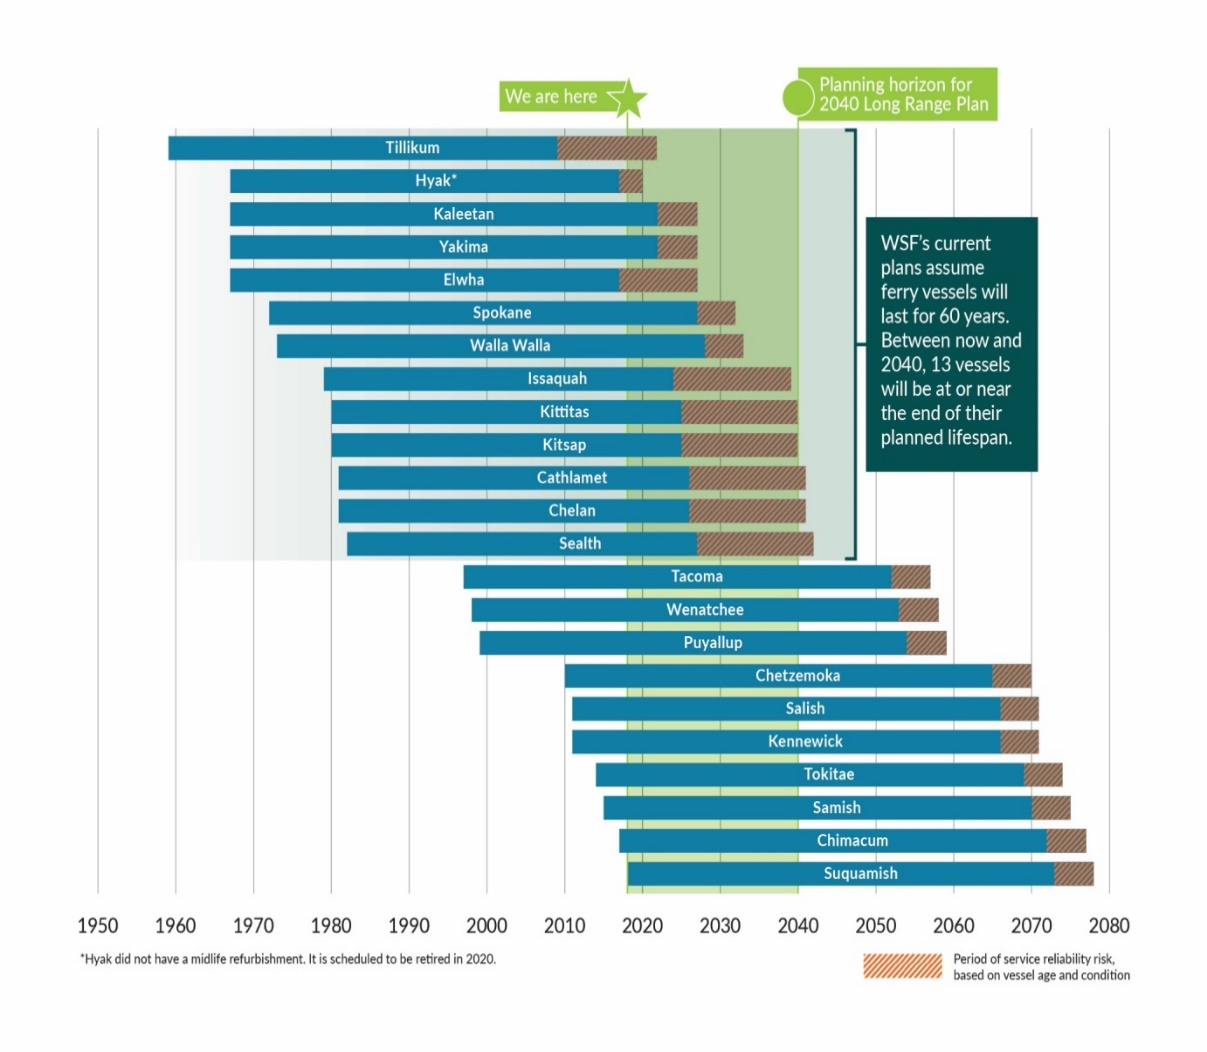 We are here
Planning horizon for
2040 Long Range Plan
Tillikum
Hyak*
Kaleetan
Yakima
Elwha
Spokane
Walla Walla
Issaquah
Kittitas
Kitsap
Cathlamet
Chelan
Sealth
WSF's current
plans assume
ferry vessels will
last for 60 years.
Between now and
2040, 13 vessels
will be at or near
the end of their
planned lifespan.
Tacoma
Wenatchee
Puyallup
Chetzemoka
Salish
Kennewick
Tokitae
Samish
Chimacum
Suquamish
1950 1960 1970 1980 1990 2000 2010 2020 2030 2040 2050 2060 2070 2080
*Hyak did not have a midlife refurbishment. It is scheduled to be retired in 2020.
Period of service reliability risk,
based on vessel age and condition